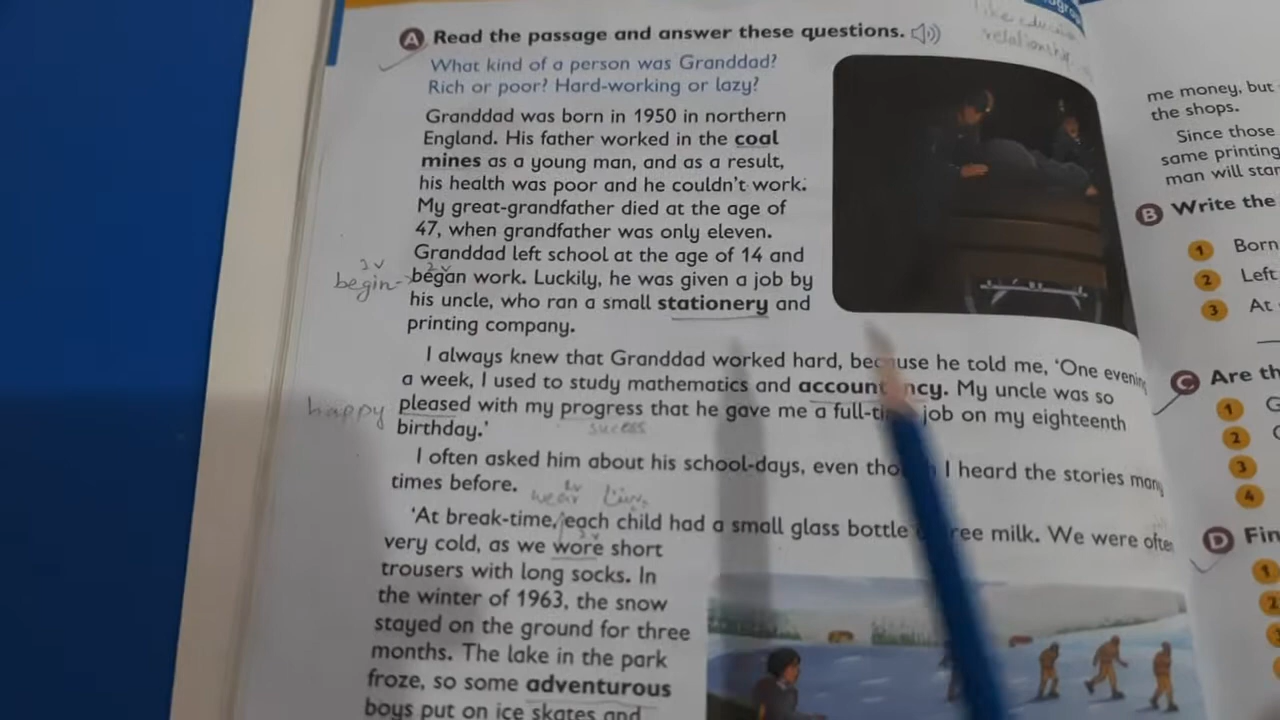 A Read the passage and answer these questions.
What kind of a person was Granddad?
Rich or poor? Hard-working or lazy?
Granddad was born in 1950 in northern
England. His father worked in the coal
mines as a young man, and as a result,
his health was poor and he couldn't work.
My great-grandfather died at the age of
47, when grandfather was only eleven.
Granddad left school at the age of 14 and
begin began work. Luckily, he was given a job by
his uncle, who ran a small stationery and
printing company.
I always knew that Granddad worked hard, because he told me, 'One evening
a week, I used to study mathematics and accountancy. My uncle was so
happy pleased with my progress that he gave me a full-time job on my eighteenth
birthday.'
sucess
I often asked him about his school-days, even though I heard the stories many
times before.
wear
'At break-time, each child had a small glass bottle free milk. We were often
very cold, as we wore short
trousers with long socks. In
the winter of 1963, the snow
stayed on the ground for three
months. The lake in the park
froze, so some adventurous
boys put on ice skates and
relationship
me money, but
the shops.
Since those
same printing
man will star
B Write the
1 Born
2 Left
3 At
C Are th
1 G
2
3
4
D Fin
1
2